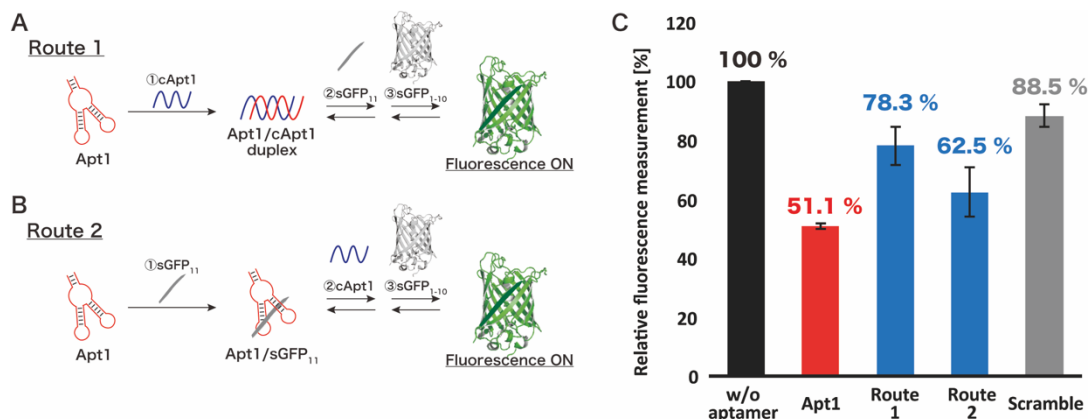 A
Route 1
①cApt1
②sGFP₁₁
③sGFP₁₋₁₀
Apt1
Apt1/cApt1
duplex
Fluorescence ON
B
Route 2
①sGFP₁₁
②cApt1
③sGFP₁₋₁₀
Apt1
Apt1/sGFP₁₁
Fluorescence ON
C
Relative fluorescence measurement [%]
120
100
80
60
40
20
0
100 %
51.1 %
78.3 %
62.5 %
88.5 %
w/o
aptamer
Apt1
Route
1
Route
2
Scramble